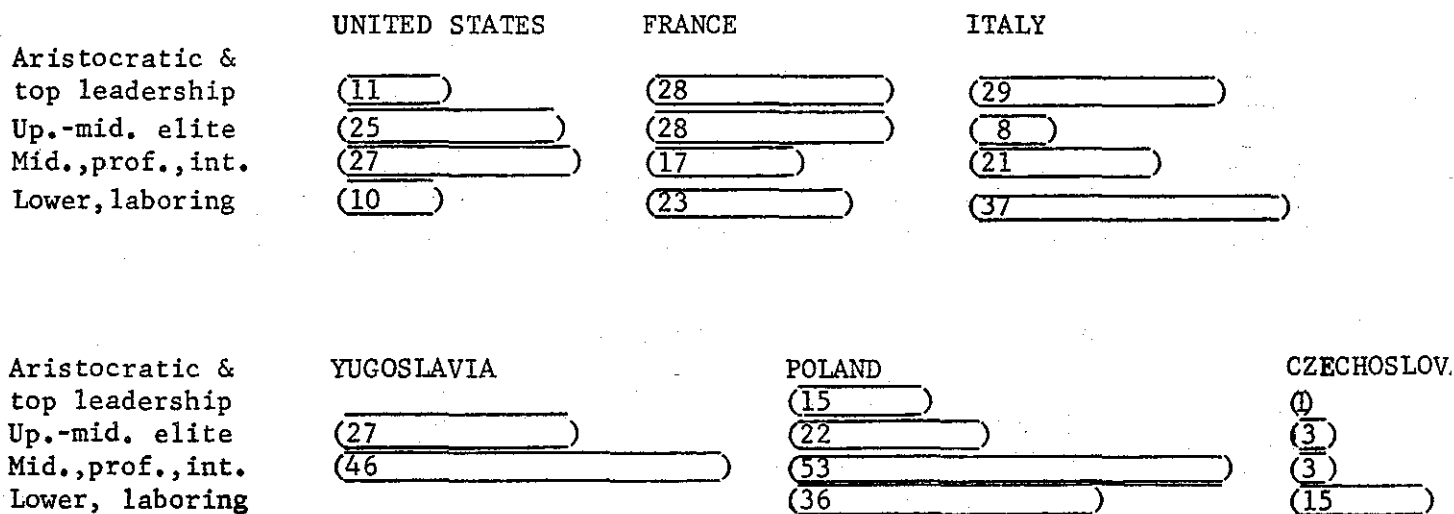 UNITED STATES FRANCE ITALY
Aristocratic &
top leadership (11) (28) (29)
Up.-mid. elite (25) (28) (8)
Mid.,prof.,int. (27) (17) (21)
Lower,laboring (10) (23) (37)
Aristocratic & YUGOSLAVIA POLAND CZECHOSLOV.
top leadership (15) (1)
Up.-mid. elite (27) (22) (3)
Mid.,prof.,int. (46) (53) (3)
Lower, laboring (36) (15)